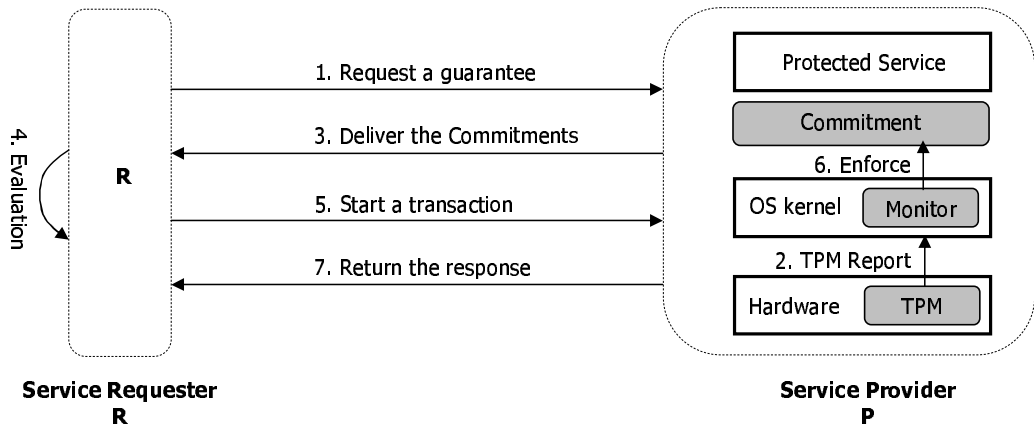 1. Request a guarantee
3. Deliver the Commitments
4. Evaluation
R
5. Start a transaction
7. Return the response
Protected Service
Commitment
6. Enforce
OS kernel
Monitor
2. TPM Report
Hardware
TPM
Service Requester
R
Service Provider
P